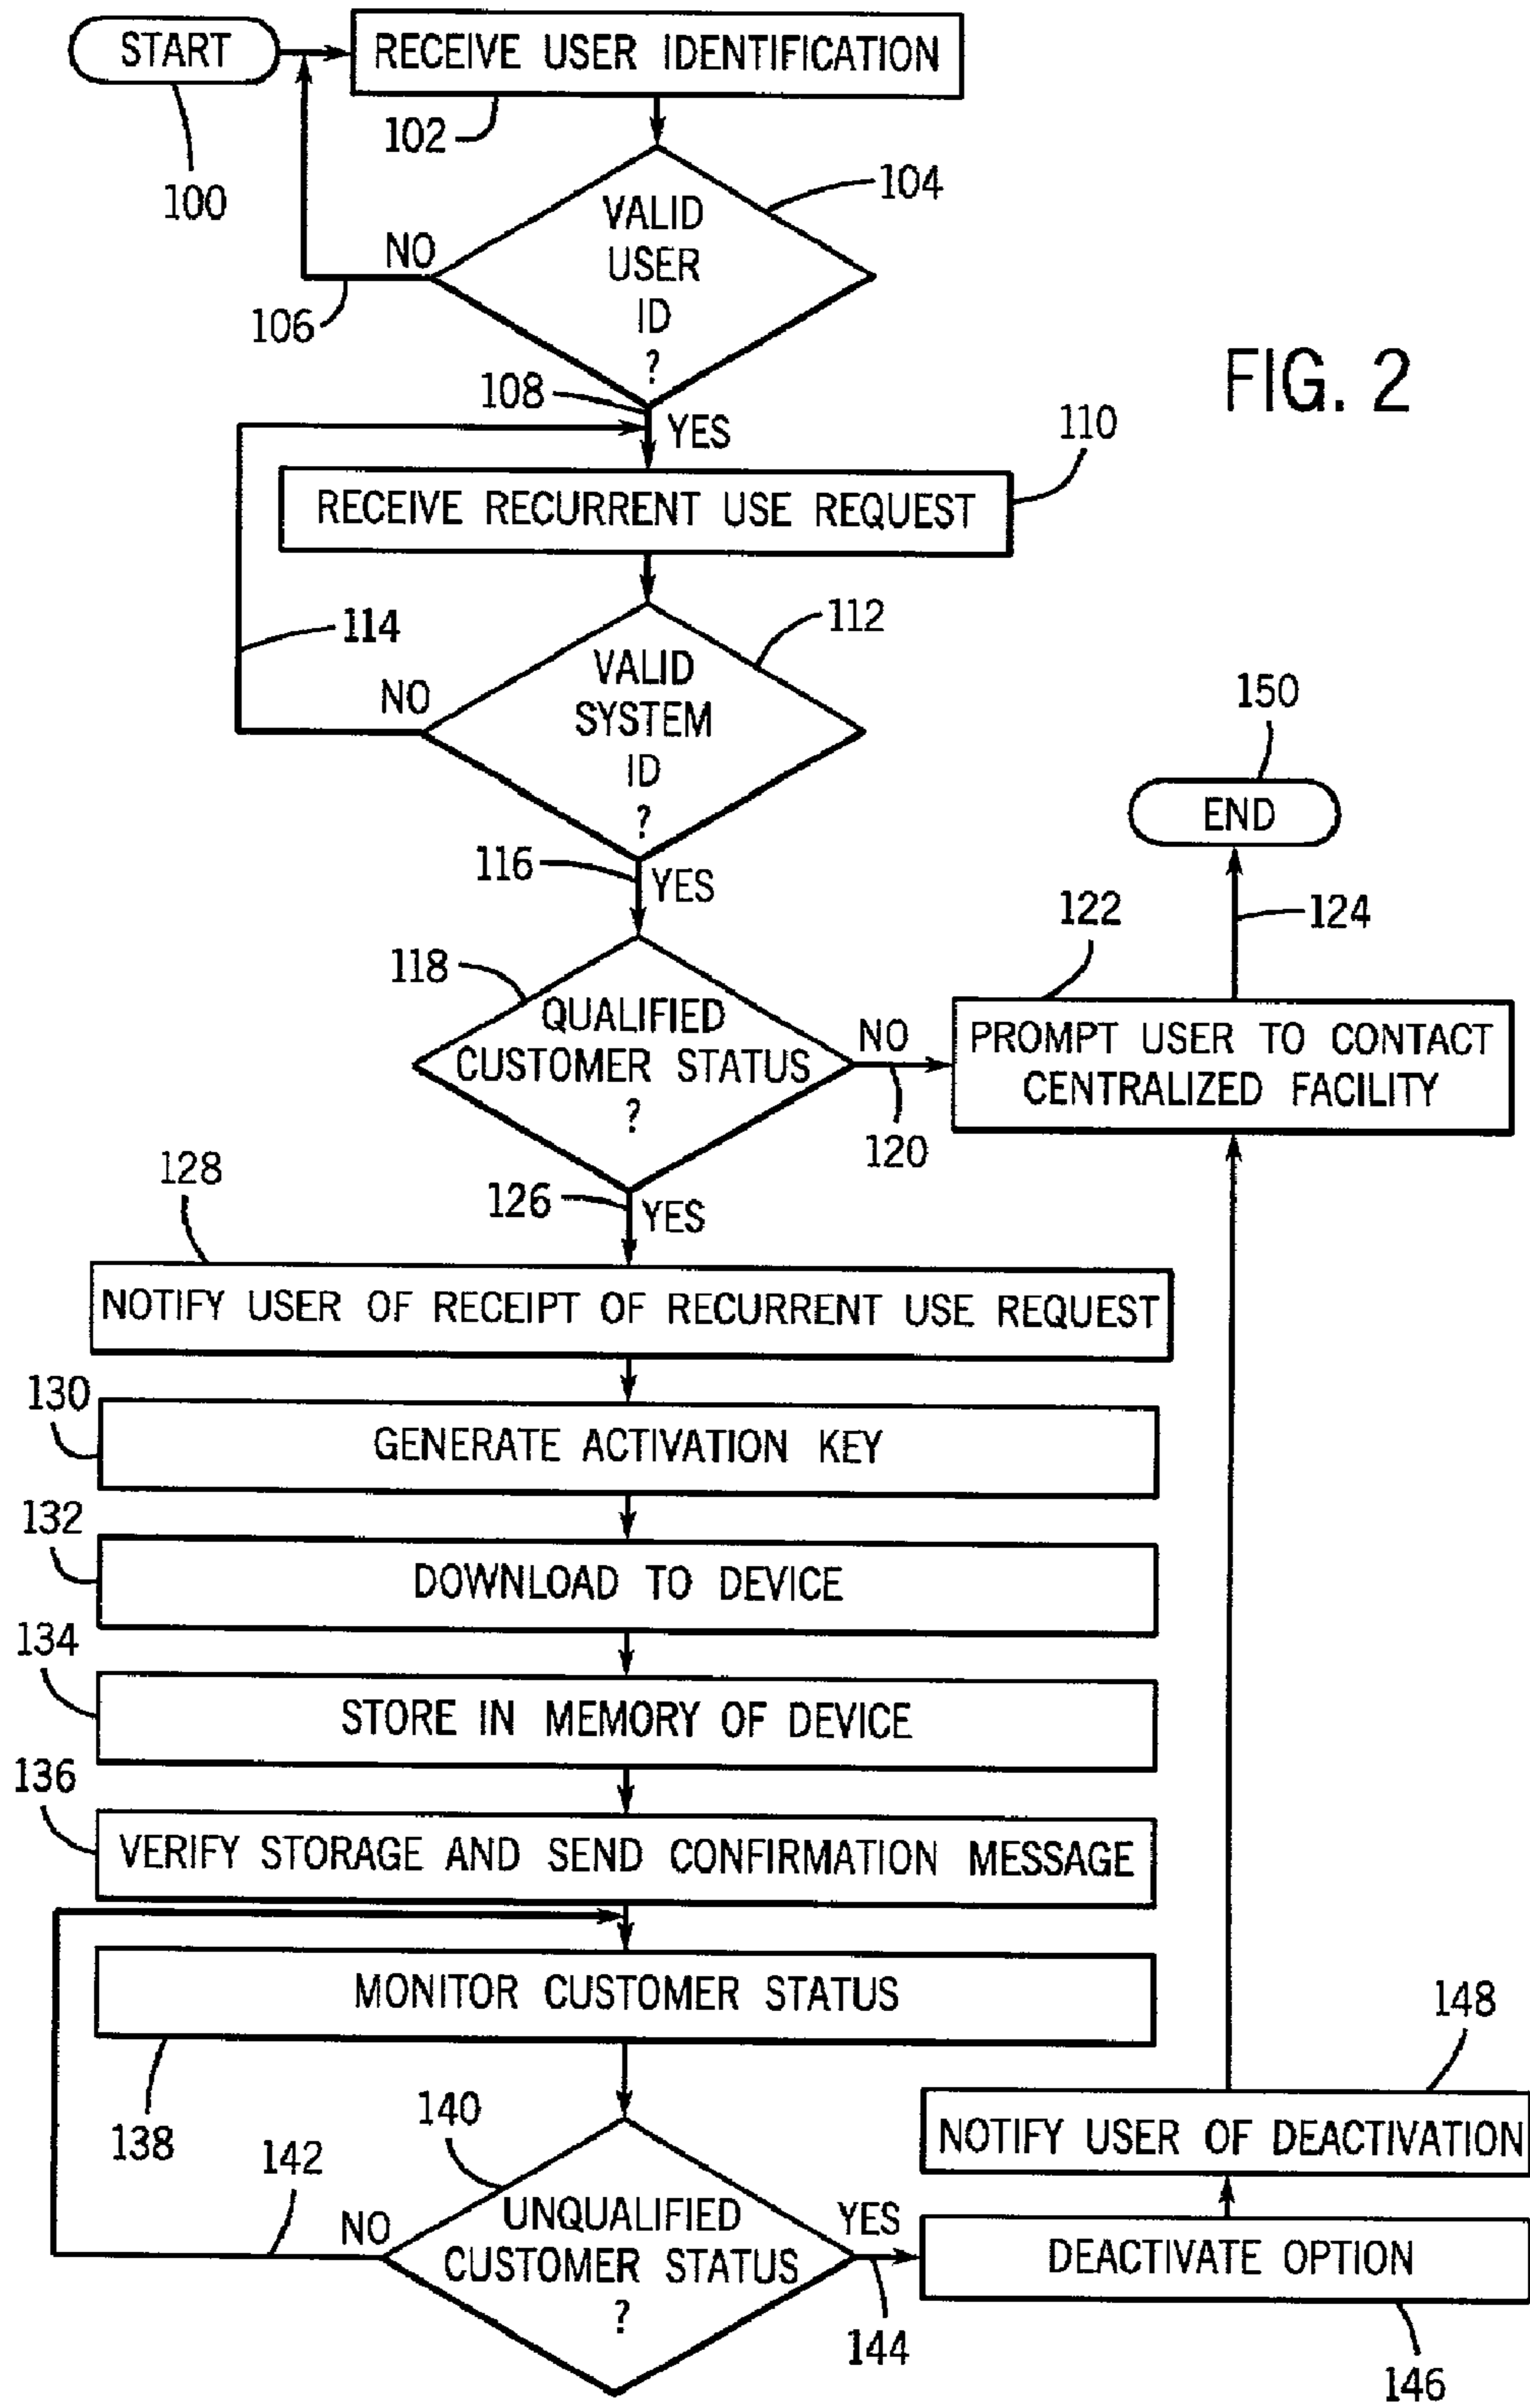 START
RECEIVE USER IDENTIFICATION
102
100
104
VALID
USER
ID
?
NO
106
FIG. 2
108
YES
110
RECEIVE RECURRENT USE REQUEST
112
114
VALID
SYSTEM
ID
?
NO
150
END
116
YES
122
124
118
QUALIFIED
CUSTOMER STATUS
?
NO
120
PROMPT USER TO CONTACT
CENTRALIZED FACILITY
128
126
YES
NOTIFY USER OF RECEIPT OF RECURRENT USE REQUEST
130
GENERATE ACTIVATION KEY
132
DOWNLOAD TO DEVICE
134
STORE IN MEMORY OF DEVICE
136
VERIFY STORAGE AND SEND CONFIRMATION MESSAGE
MONITOR CUSTOMER STATUS
138
148
140
142
NOTIFY USER OF DEACTIVATION
NO
UNQUALIFIED
CUSTOMER STATUS
?
YES
144
DEACTIVATE OPTION
146